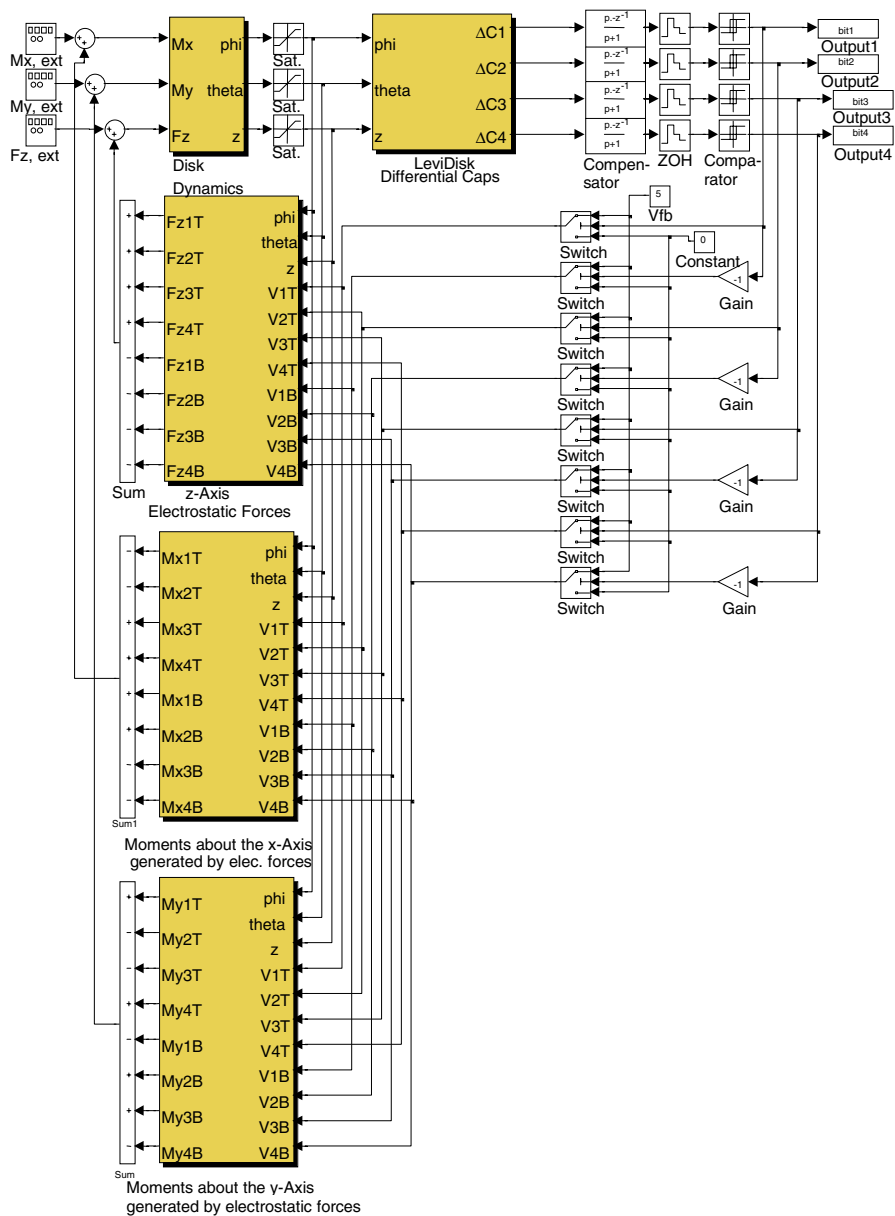 Mx, ext
My, ext
Fz, ext
Mx
My
Fz
phi
theta
z
Disk
Dynamics
Sat.
Sat.
Sat.
phi
theta
z
ΔC1
ΔC2
ΔC3
ΔC4
LeviDisk
Differential Caps
p.-z-1
p+1
p.-z-1
p+1
p.-z-1
p+1
p.-z-1
p+1
Compen-
sator
ZOH
Compa-
rator
bit1
Output1
bit2
Output2
bit3
Output3
bit4
Output4
5
Vfb
0
Constant
Switch
Switch
Switch
Switch
Switch
Switch
Switch
Switch
-1
Gain
-1
Gain
-1
Gain
-1
Gain
+
+
+
+
-
-
-
-
Sum
Fz1T
Fz2T
Fz3T
Fz4T
Fz1B
Fz2B
Fz3B
Fz4B
phi
theta
z
V1T
V2T
V3T
V4T
V1B
V2B
V3B
V4B
z-Axis
Electrostatic Forces
-
-
+
+
+
+
-
-
Sum1
Mx1T
Mx2T
Mx3T
Mx4T
Mx1B
Mx2B
Mx3B
Mx4B
phi
theta
z
V1T
V2T
V3T
V4T
V1B
V2B
V3B
V4B
Moments about the x-Axis
generated by elec. forces
+
-
-
+
-
+
+
-
Sum
My1T
My2T
My3T
My4T
My1B
My2B
My3B
My4B
phi
theta
z
V1T
V2T
V3T
V4T
V1B
V2B
V3B
V4B
Moments about the y-Axis
generated by electrostatic forces